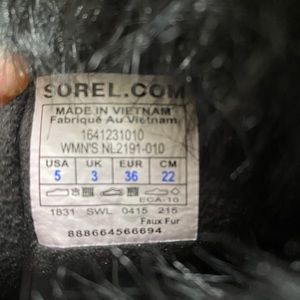 SOREL.COM
MADE IN VIETNAM
Fabriqué Au Vietnam
1641231010
WMN'S NL2191-010
USA UK EUR CM
5 3 36 22
ECA-10
1831 SWL 0415 215
Faux Fur
888664566694